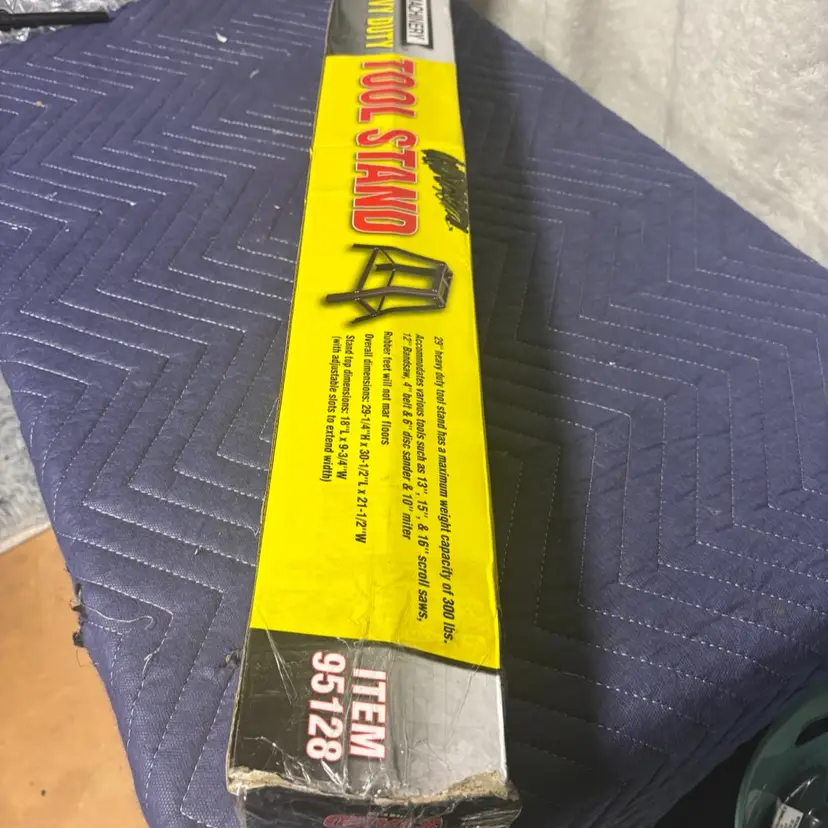 ACHINERY
VY DUTY
TOOL STAND
29" heavy duty tool stand has a maximum weight capacity of 300 lbs.
Accommodates various tools such as 13", 15", & 16" scroll saws,
12" Bandsaw, 4" belt & 6" disc sander & 10" miter
Rubber feet will not mar floors
Overall dimensions: 29-1/4"H x 30-1/2"L x 21-1/2"W
Stand top dimensions: 18"L x 9-3/4"W
(with adjustable slots to extend width)
ITEM
95128